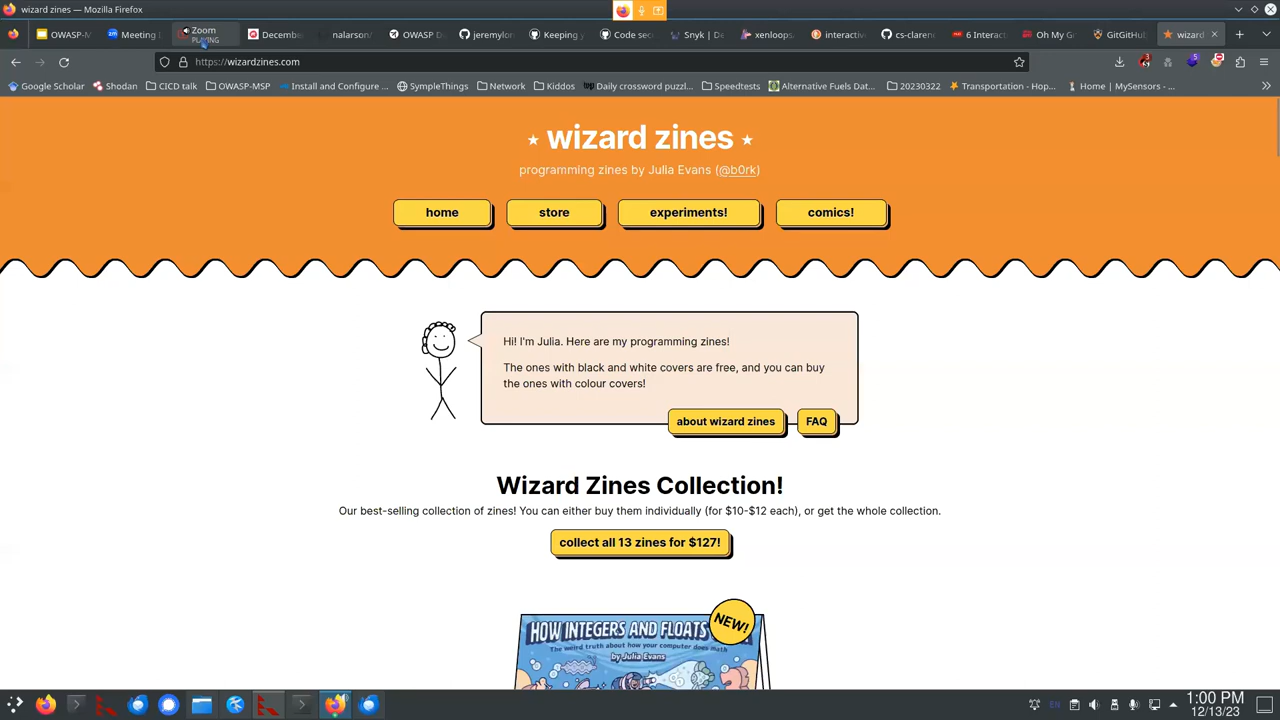 wizard zines — Mozilla Firefox
OWASP-M
Meeting
Zoom
PLAYING
Decembe
nalarson/
OWASP D
jeremylon
Keeping y
Code sec
Snyk | De
xenloops/
interactive
cs-claren
6 Interact
Oh My G
GitGitHub
wizard
https://wizardzines.com
Google Scholar
Shodan
CICD talk
OWASP-MSP
Install and Configure ...
SympleThings
Network
Kiddos
Daily crossword puzzl...
Speedtests
Alternative Fuels Dat...
20230322
Transportation - Hop...
Home | MySensors - ...
★ wizard zines ★
programming zines by Julia Evans (@b0rk)
home
store
experiments!
comics!
Hi! I'm Julia. Here are my programming zines!
The ones with black and white covers are free, and you can buy
the ones with colour covers!
about wizard zines
FAQ
Wizard Zines Collection!
Our best-selling collection of zines! You can either buy them individually (for $10-$12 each), or get the whole collection.
collect all 13 zines for $127!
NEW!
HOW INTEGERS AND FLOATS
The weird truth about how your computer does math
by Julia Evans
EN
1:00 PM
12/13/23